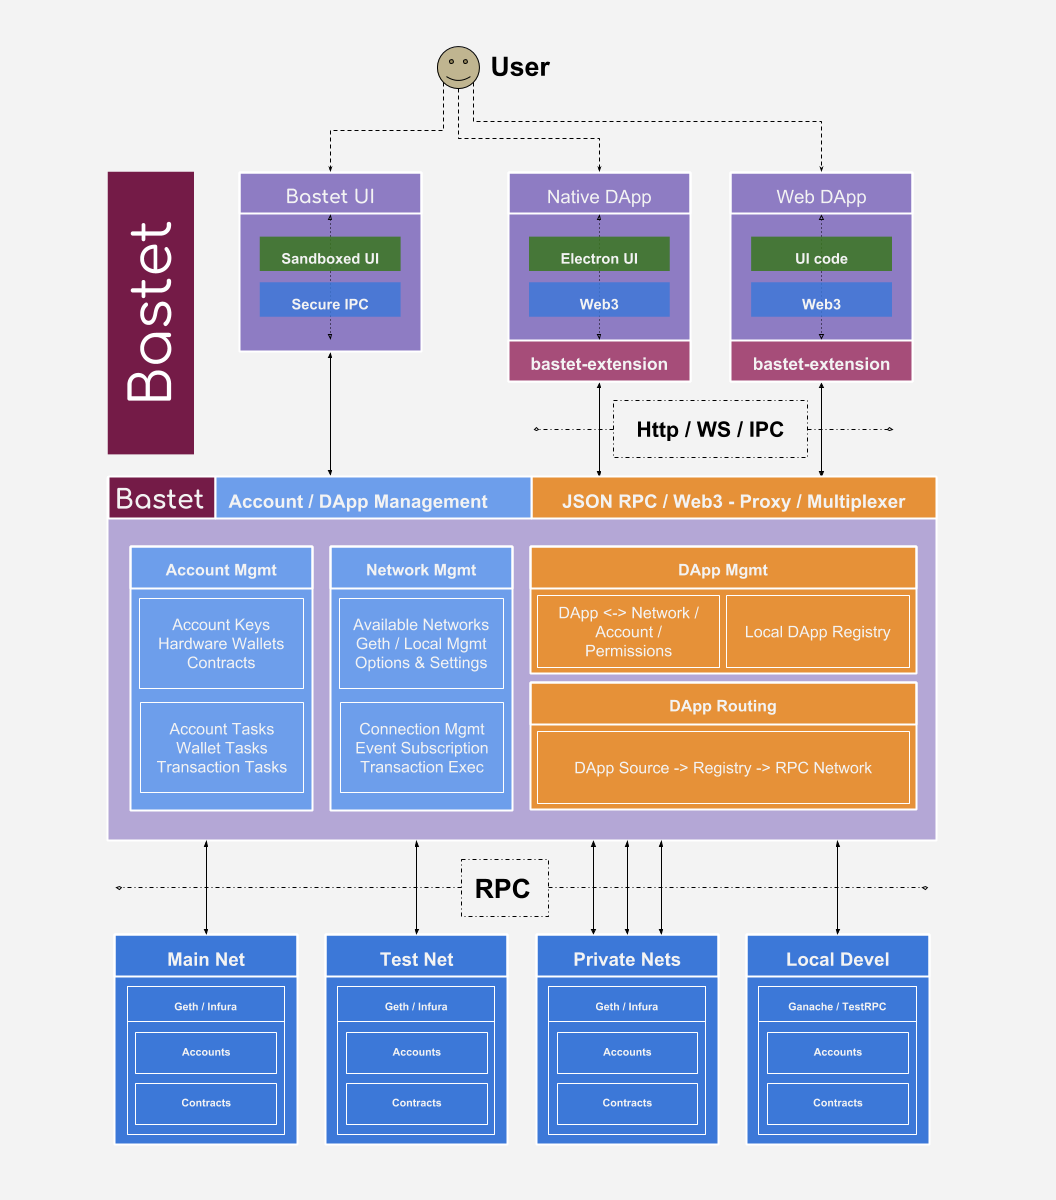 User
Bastet
Bastet UI
Sandboxed UI
Secure IPC
Native DApp
Electron UI
Web3
bastet-extension
Web DApp
UI code
Web3
bastet-extension
Http / WS / IPC
Bastet
Account / DApp Management
JSON RPC / Web3 - Proxy / Multiplexer
Account Mgmt
Account Keys
Hardware Wallets
Contracts
Account Tasks
Wallet Tasks
Transaction Tasks
Network Mgmt
Available Networks
Geth / Local Mgmt
Options & Settings
Connection Mgmt
Event Subscription
Transaction Exec
DApp Mgmt
DApp <-> Network /
Account /
Permissions
Local DApp Registry
DApp Routing
DApp Source -> Registry -> RPC Network
RPC
Main Net
Geth / Infura
Accounts
Contracts
Test Net
Geth / Infura
Accounts
Contracts
Private Nets
Geth / Infura
Accounts
Contracts
Local Devel
Ganache / TestRPC
Accounts
Contracts